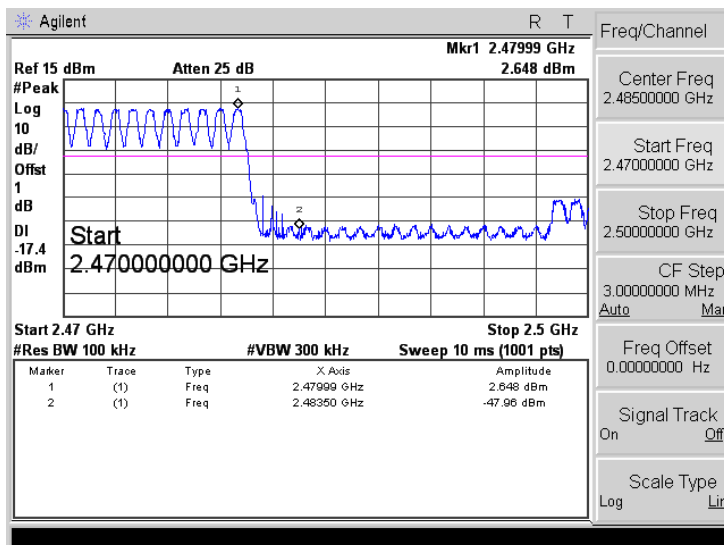 Agilent R T
Mkr1 2.47999 GHz
Ref 15 dBm Atten 25 dB 2.648 dBm
#Peak
Log
10
dB/
Offst
1
dB
DI
-17.4
dBm
1
2
Start
2.470000000 GHz
Start 2.47 GHz Stop 2.5 GHz
#Res BW 100 kHz #VBW 300 kHz Sweep 10 ms (1001 pts)
Marker Trace Type X Axis Amplitude
1 (1) Freq 2.47999 GHz 2.648 dBm
2 (1) Freq 2.48350 GHz -47.96 dBm
Freq/Channel
Center Freq
2.48500000 GHz
Start Freq
2.47000000 GHz
Stop Freq
2.50000000 GHz
CF Step
3.00000000 MHz
Auto Mar
Freq Offset
0.00000000 Hz
Signal Track
On Off
Scale Type
Log Lin